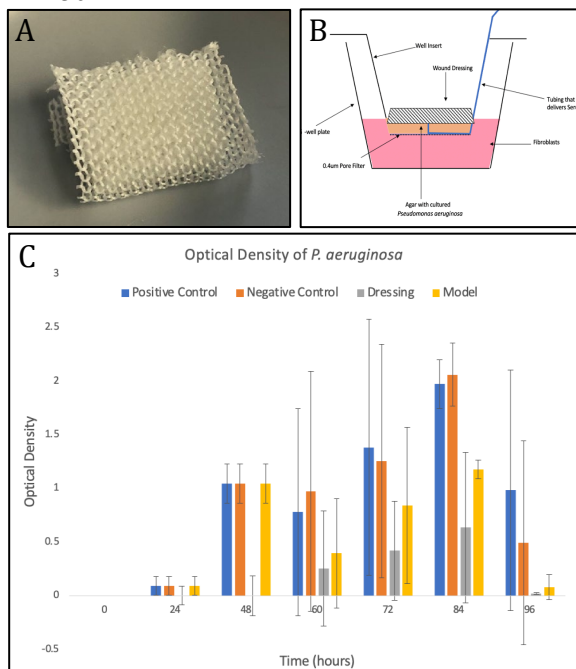 A
B
Well Insert
Wound Dressing
Tubing that
delivers Ser
-well plate
Fibroblasts
0.4um Pore Filter
Agar with cultured
Pseudomonas aeruginosa
C
Optical Density of P. aeruginosa
Positive Control
Negative Control
Dressing
Model
3
2.5
2
1.5
1
0.5
0
-0.5
Optical Density
0
24
48
60
72
84
96
Time (hours)